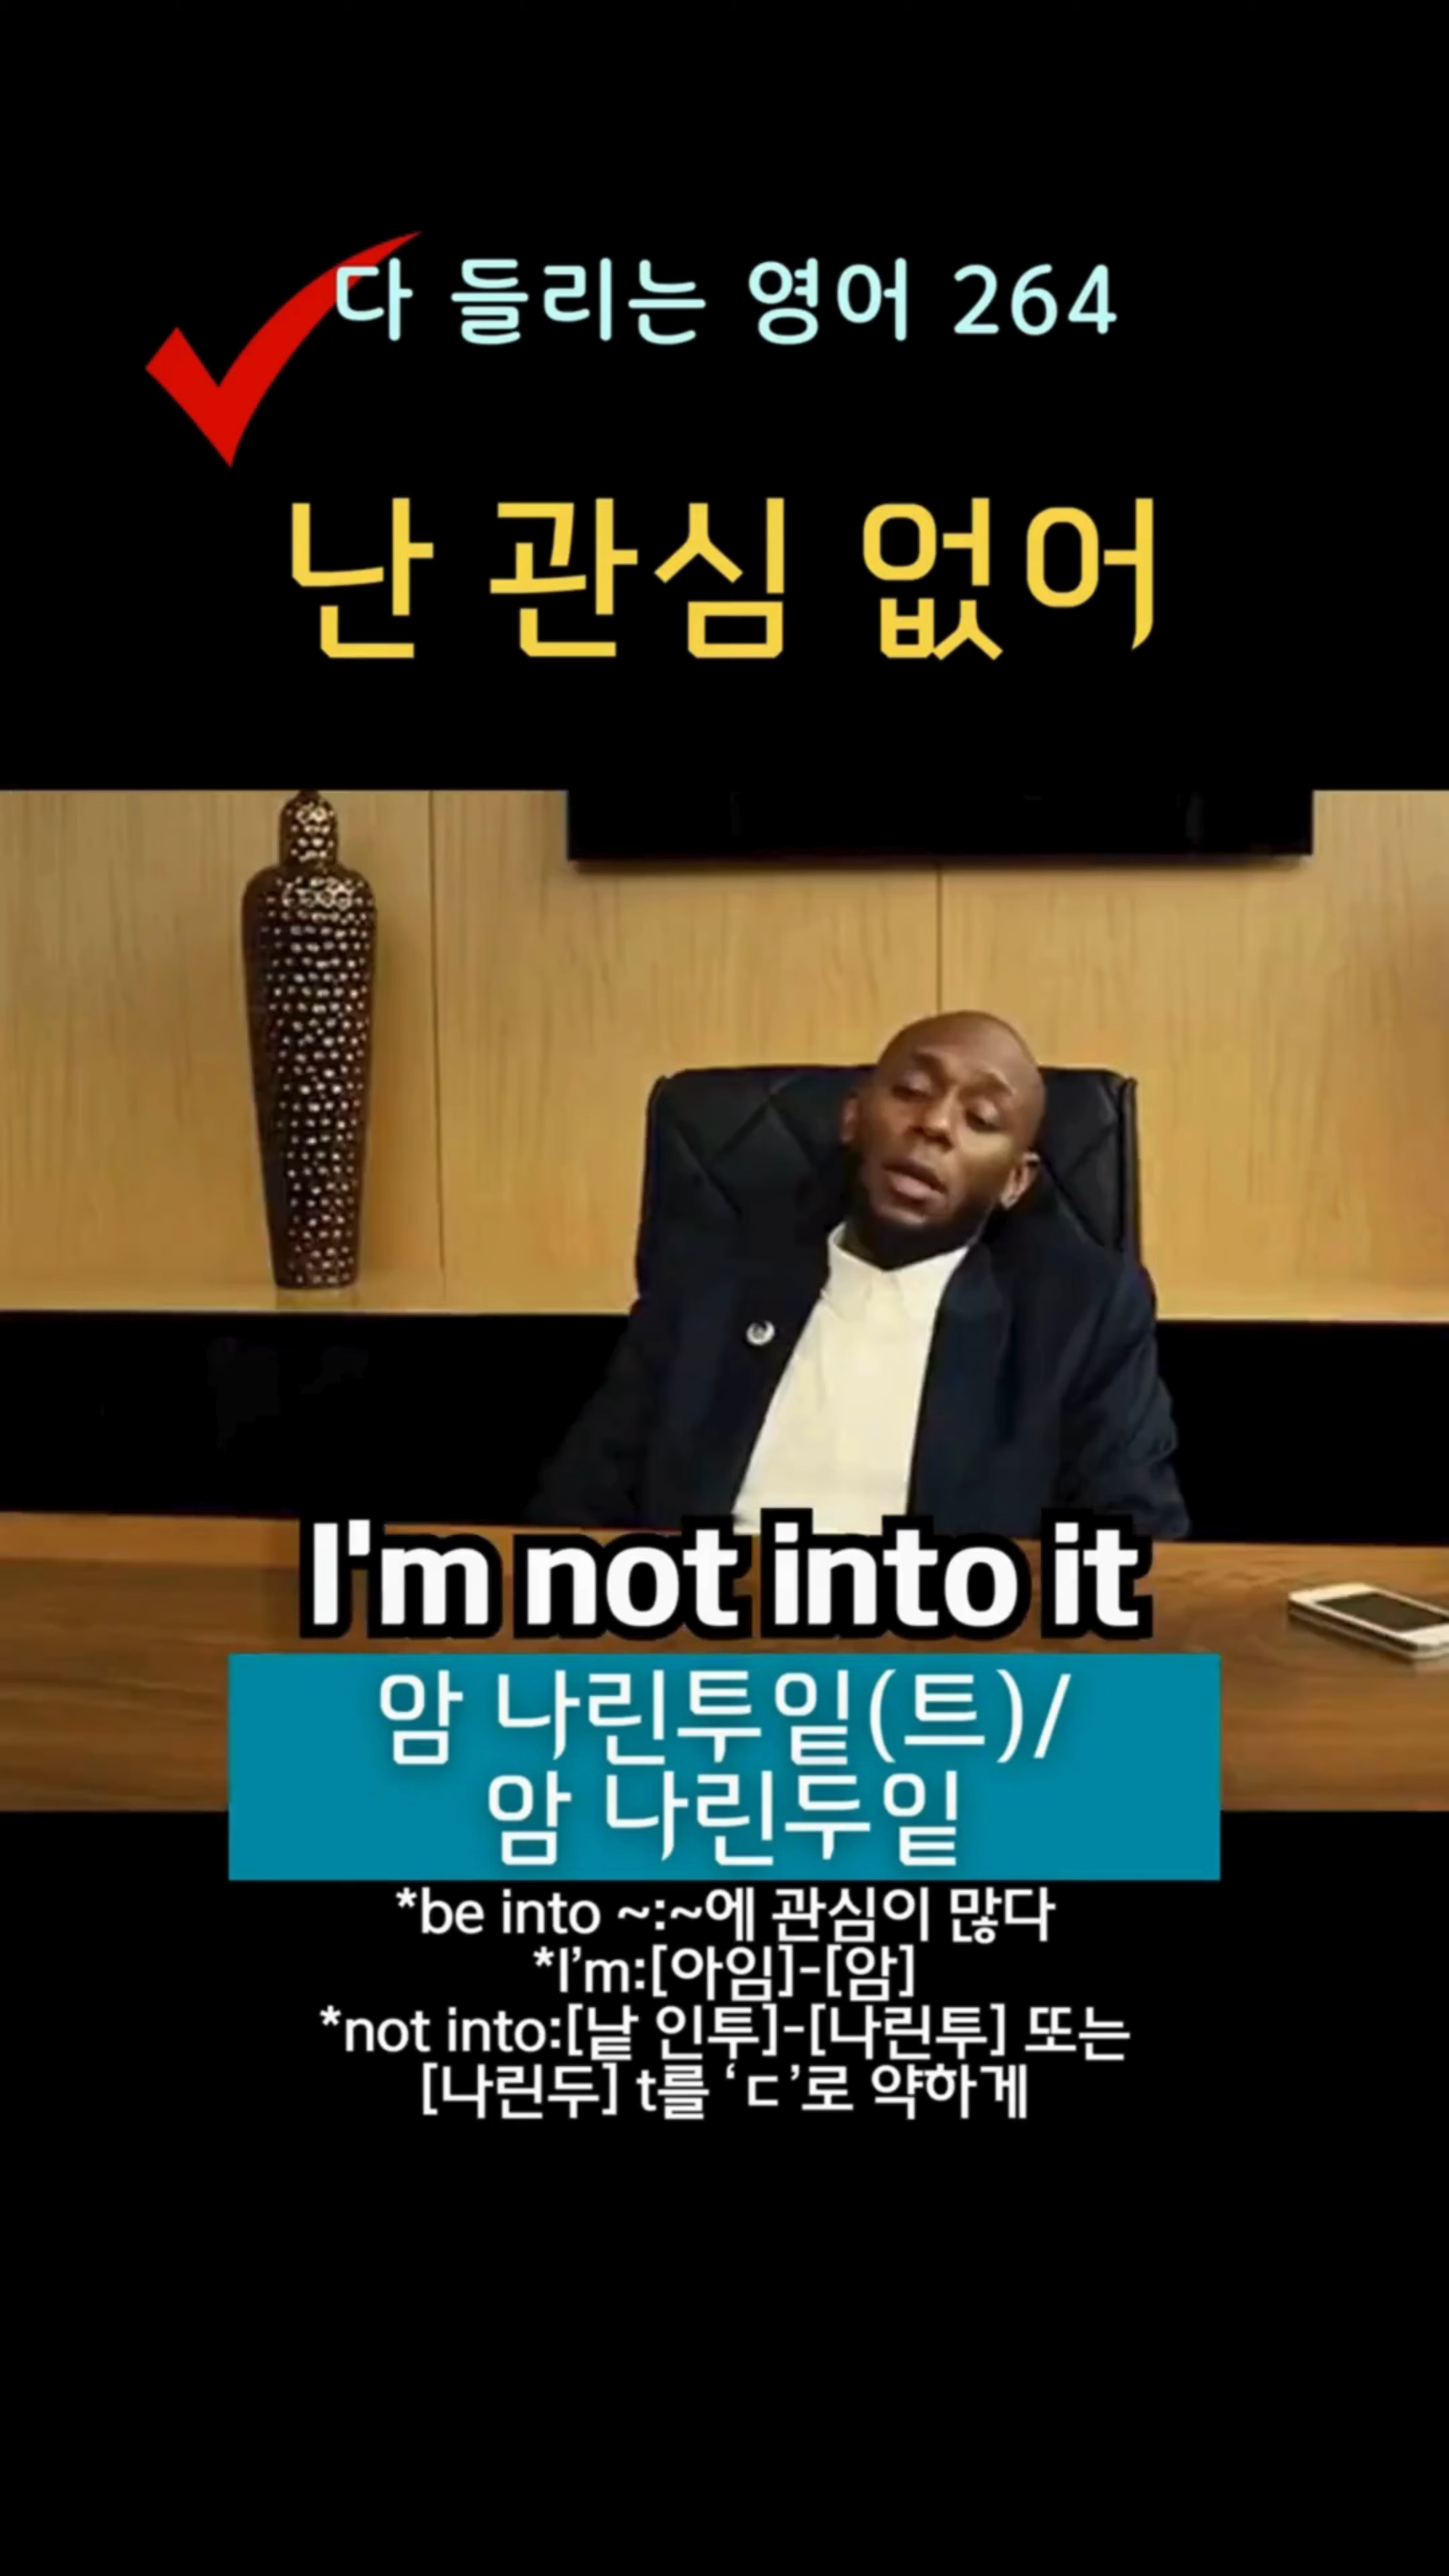 다 들리는 영어 264
난 관심 없어
I'm not into it
암 나린투잍(트)/
암 나린두잍
*be into ~:~에 관심이 많다
*I'm:[아임]-[암]
*not into:[낱 인투]-[나린투] 또는
[나린두] t를 ‘ㄷ’로 약하게